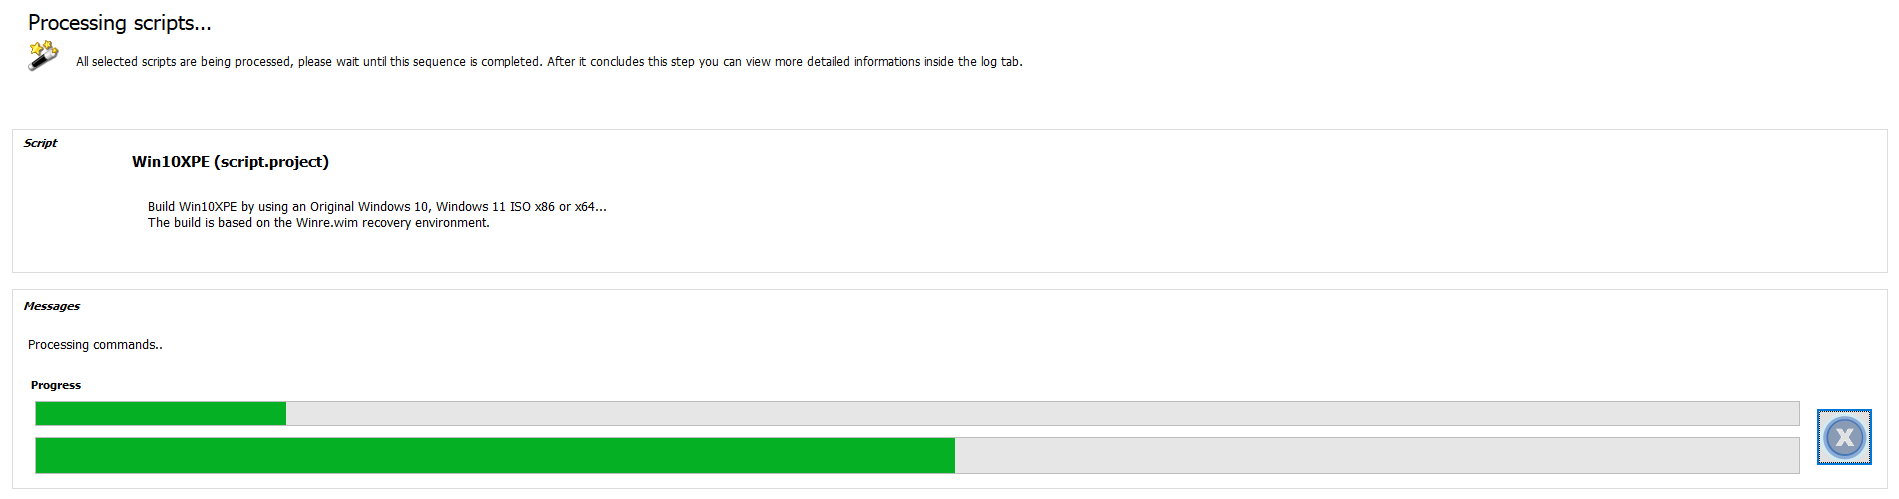 Processing scripts...
All selected scripts are being processed, please wait until this sequence is completed. After it concludes this step you can view more detailed informations inside the log tab.
Script
Win10XPE (script.project)
Build Win10XPE by using an Original Windows 10, Windows 11 ISO x86 or x64...
The build is based on the Winre.wim recovery environment.
Messages
Processing commands..
Progress
X